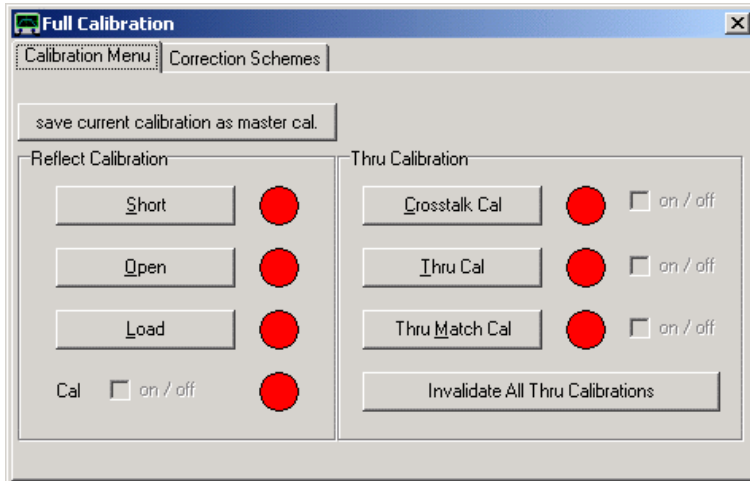 Full Calibration
Calibration Menu Correction Schemes
save current calibration as master cal.
Reflect Calibration
Short
Open
Load
Cal on / off
Thru Calibration
Crosstalk Cal on / off
Thru Cal on / off
Thru Match Cal on / off
Invalidate All Thru Calibrations